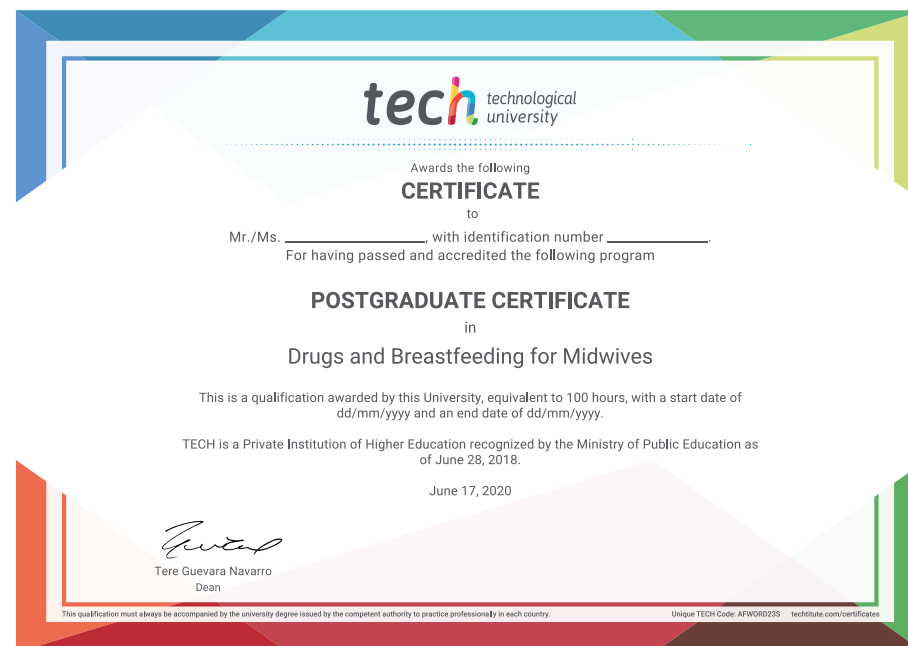 tech technological
university
Awards the following
CERTIFICATE
to
Mr./Ms. ____________, with identification number ____________.
For having passed and accredited the following program
POSTGRADUATE CERTIFICATE
in
Drugs and Breastfeeding for Midwives
This is a qualification awarded by this University, equivalent to 100 hours, with a start date of
dd/mm/yyyy and an end date of dd/mm/yyyy.
TECH is a Private Institution of Higher Education recognized by the Ministry of Public Education as
of June 28, 2018.
June 17, 2020
Tere Guevara Navarro
Dean
This qualification must always be accompanied by the university degree issued by the competent authority to practice professionally in each country.
Unique TECH Code: AFWORD23S techtitute.com/certificates